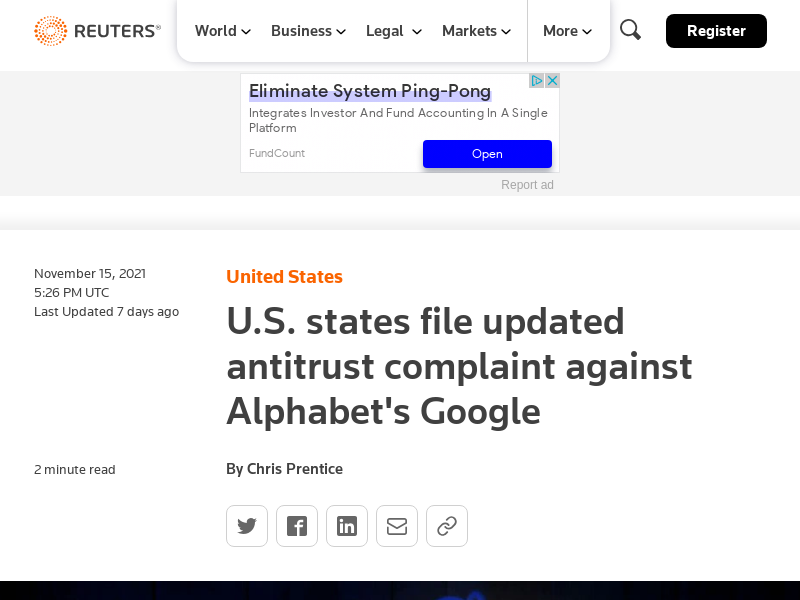 REUTERS®
World
Business
Legal
Markets
More
Register
Eliminate System Ping-Pong
Integrates Investor And Fund Accounting In A Single
Platform
FundCount
Open
Report ad
November 15, 2021
5:26 PM UTC
Last Updated 7 days ago
United States
U.S. states file updated
antitrust complaint against
Alphabet's Google
2 minute read
By Chris Prentice